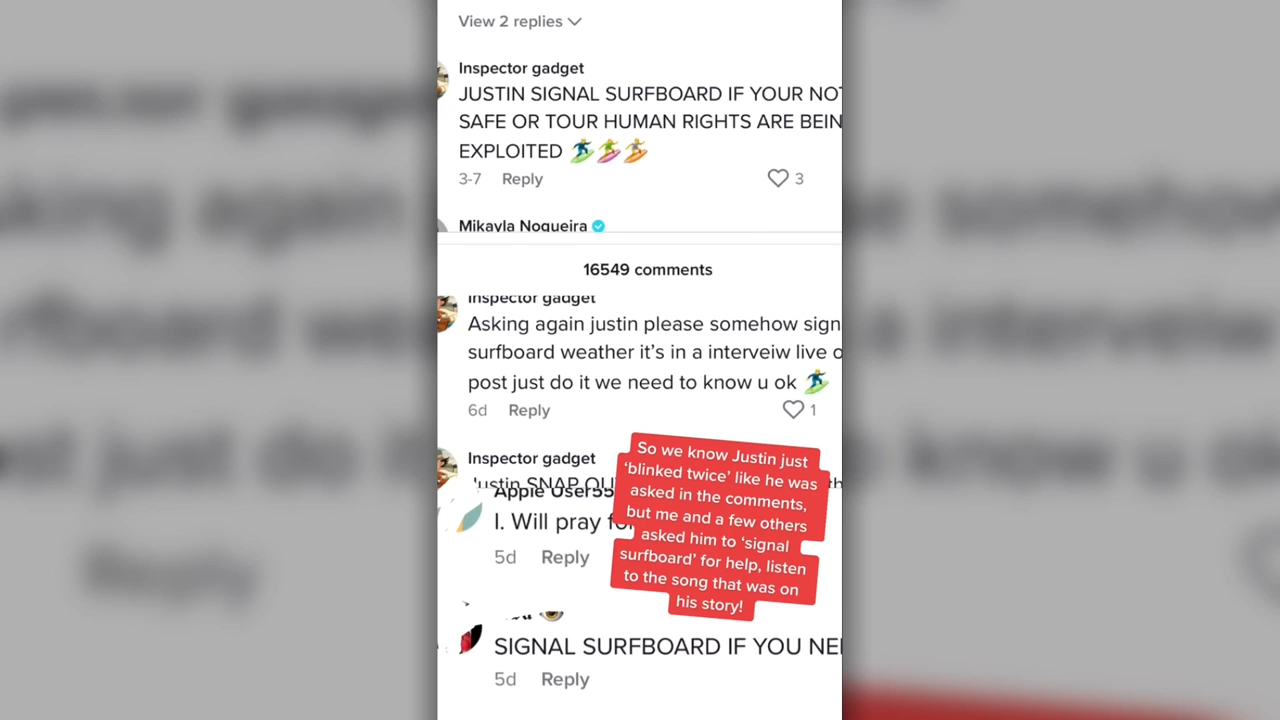 View 2 replies
Inspector gadget
JUSTIN SIGNAL SURFBOARD IF YOUR NOT
SAFE OR TOUR HUMAN RIGHTS ARE BEIN
EXPLOITED 🏄🏄🏄
3-7 Reply 3
Mikayla Nogueira
16549 comments
Inspector gadget
Asking again justin please somehow sign
surfboard weather it's in a interveiw live o
post just do it we need to know u ok 🏄
6d Reply 1
Inspector gadget
Justin SNAP OU
Apple User55
I. Will pray for
5d Reply
So we know Justin just
‘blinked twice’ like he was
asked in the comments,
but me and a few others
asked him to ‘signal
surfboard’ for help, listen
to the song that was on
his story!
SIGNAL SURFBOARD IF YOU NEE
5d Reply